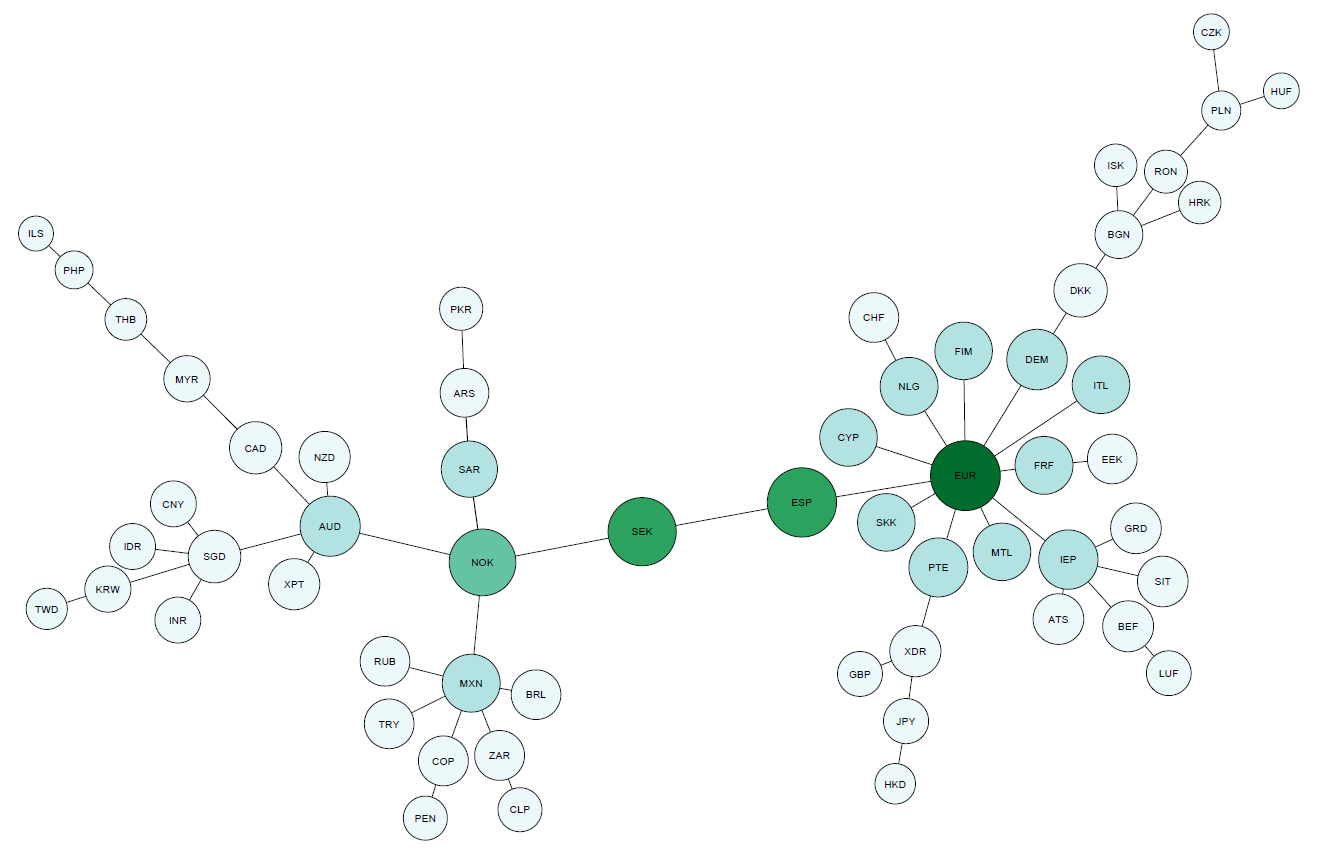 CZK
HUF
PLN
ISK
RON
HRK
ILS
BGN
PHP
DKK
PKR
CHF
THB
FIM
DEM
MYR
NLG
ITL
ARS
CYP
CAD
NZD
EEK
SAR
FRF
EUR
CNY
ESP
SKK
AUD
GRD
SEK
IDR
MTL
SGD
IEP
NOK
PTE
SIT
XPT
KRW
TWD
INR
ATS
BEF
XDR
RUB
GBP
LUF
MXN
BRL
JPY
TRY
ZAR
COP
HKD
CLP
PEN